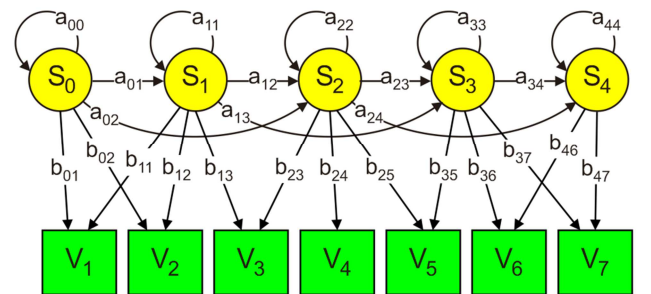 a00 a11 a22 a33 a44
S0 a01 S1 a12 S2 a23 S3 a34 S4
a02 a13 a24
b01 b02 b11 b12 b13 b23 b24 b25 b35 b36 b37 b46 b47
V1 V2 V3 V4 V5 V6 V7